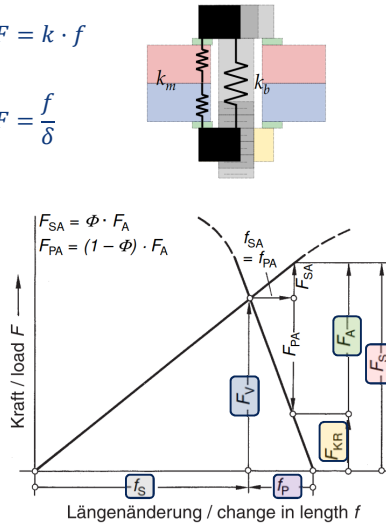 F = k · f
F = f/δ
k_m
k_b
F_SA = Φ · F_A
F_PA = (1 − Φ) · F_A
f_SA
= f_PA
F_SA
F_PA
F_V
F_A
F_S
F_KR
f_S
f_P
Kraft / load F
Längenänderung / change in length f